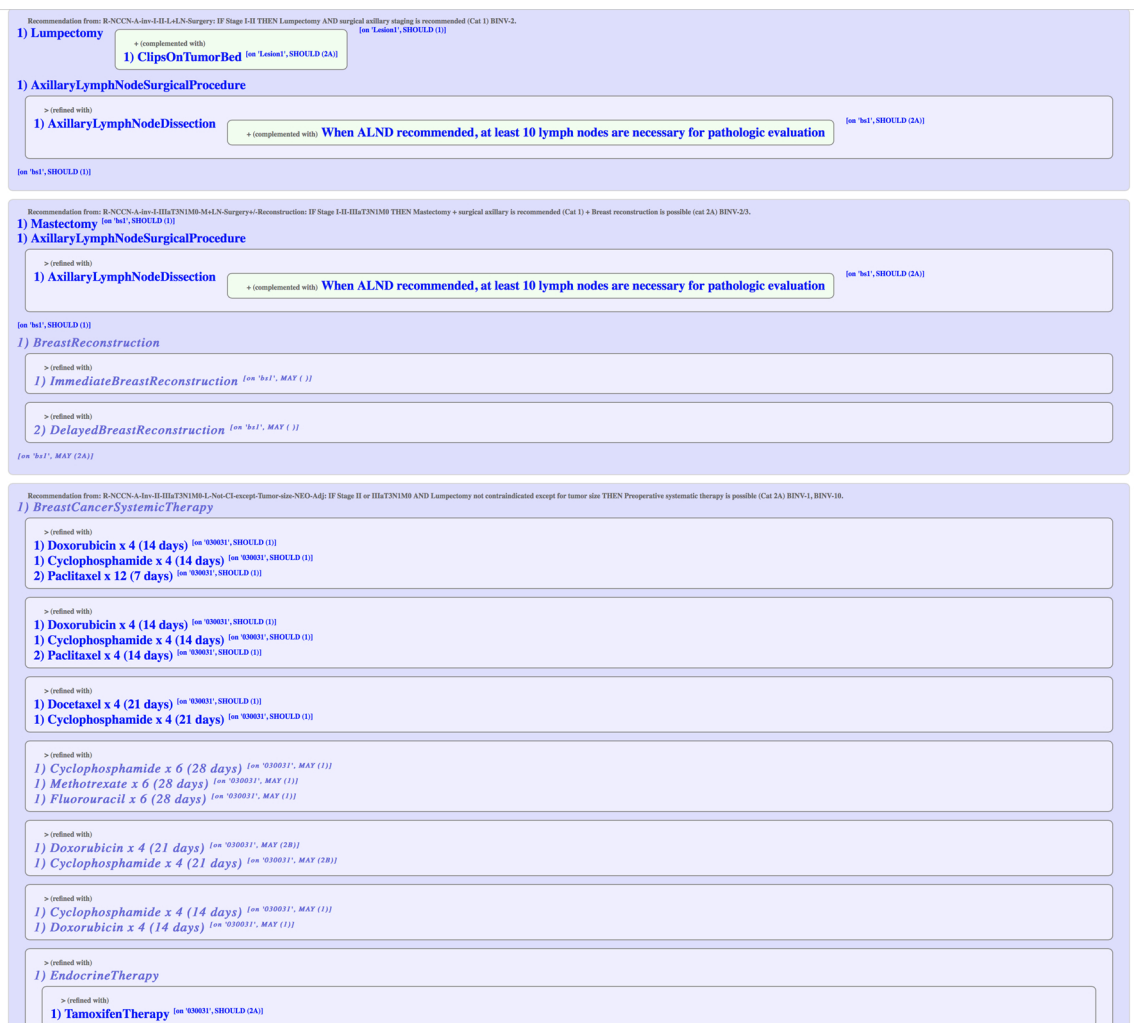 Recommendation from: R-NCCN-A-inv-I-II-L+LN-Surgery: IF Stage I-II THEN Lumpectomy AND surgical axillary staging is recommended (Cat 1) BINV-2.
1) Lumpectomy
+ (complemented with)
1) ClipsOnTumorBed [on 'Lesion1', SHOULD (2A)]
[on 'Lesion1', SHOULD (1)]
1) AxillaryLymphNodeSurgicalProcedure
> (refined with)
1) AxillaryLymphNodeDissection
+ (complemented with) When ALND recommended, at least 10 lymph nodes are necessary for pathologic evaluation
[on 'bs1', SHOULD (2A)]
[on 'bs1', SHOULD (1)]
Recommendation from: R-NCCN-A-inv-I-IIIaT3N1M0-M+LN-Surgery+/-Reconstruction: IF Stage I-II-IIIaT3N1M0 THEN Mastectomy + surgical axillary is recommended (Cat 1) + Breast reconstruction is possible (cat 2A) BINV-2/3.
1) Mastectomy [on 'bs1', SHOULD (1)]
1) AxillaryLymphNodeSurgicalProcedure
> (refined with)
1) AxillaryLymphNodeDissection
+ (complemented with) When ALND recommended, at least 10 lymph nodes are necessary for pathologic evaluation
[on 'bs1', SHOULD (2A)]
[on 'bs1', SHOULD (1)]
1) BreastReconstruction
> (refined with)
1) ImmediateBreastReconstruction [on 'bs1', MAY ( )]
> (refined with)
2) DelayedBreastReconstruction [on 'bs1', MAY ( )]
[on 'bs1', MAY (2A)]
Recommendation from: R-NCCN-A-Inv-II-IIIaT3N1M0-L-Not-CI-except-Tumor-size-NEO-Adj: IF Stage II or IIIaT3N1M0 AND Lumpectomy not contraindicated except for tumor size THEN Preoperative systematic therapy is possible (Cat 2A) BINV-1, BINV-10.
1) BreastCancerSystemicTherapy
> (refined with)
1) Doxorubicin x 4 (14 days) [on '030031', SHOULD (1)]
1) Cyclophosphamide x 4 (14 days) [on '030031', SHOULD (1)]
2) Paclitaxel x 12 (7 days) [on '030031', SHOULD (1)]
> (refined with)
1) Doxorubicin x 4 (14 days) [on '030031', SHOULD (1)]
1) Cyclophosphamide x 4 (14 days) [on '030031', SHOULD (1)]
2) Paclitaxel x 4 (14 days) [on '030031', SHOULD (1)]
> (refined with)
1) Docetaxel x 4 (21 days) [on '030031', SHOULD (1)]
1) Cyclophosphamide x 4 (21 days) [on '030031', SHOULD (1)]
> (refined with)
1) Cyclophosphamide x 6 (28 days) [on '030031', MAY (1)]
1) Methotrexate x 6 (28 days) [on '030031', MAY (1)]
1) Fluorouracil x 6 (28 days) [on '030031', MAY (1)]
> (refined with)
1) Doxorubicin x 4 (21 days) [on '030031', MAY (2B)]
1) Cyclophosphamide x 4 (21 days) [on '030031', MAY (2B)]
> (refined with)
1) Cyclophosphamide x 4 (14 days) [on '030031', MAY (1)]
1) Doxorubicin x 4 (14 days) [on '030031', MAY (1)]
> (refined with)
1) EndocrineTherapy
> (refined with)
1) TamoxifenTherapy [on '030031', SHOULD (2A)]